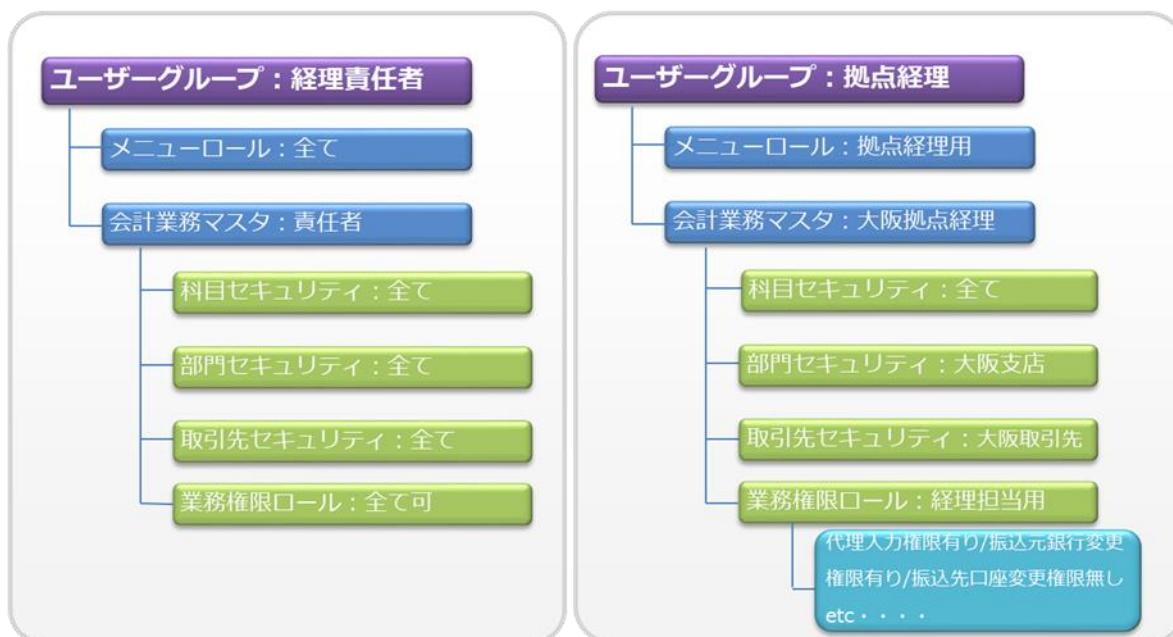 ユーザーグループ：経理責任者
メニューロール：全て
会計業務マスタ：責任者
科目セキュリティ：全て
部門セキュリティ：全て
取引先セキュリティ：全て
業務権限ロール：全て可
ユーザーグループ：拠点経理
メニューロール：拠点経理用
会計業務マスタ：大阪拠点経理
科目セキュリティ：全て
部門セキュリティ：大阪支店
取引先セキュリティ：大阪取引先
業務権限ロール：経理担当用
代理入力権限有り/振込元銀行変更
権限有り/振込先口座変更権限無し
etc・・・・